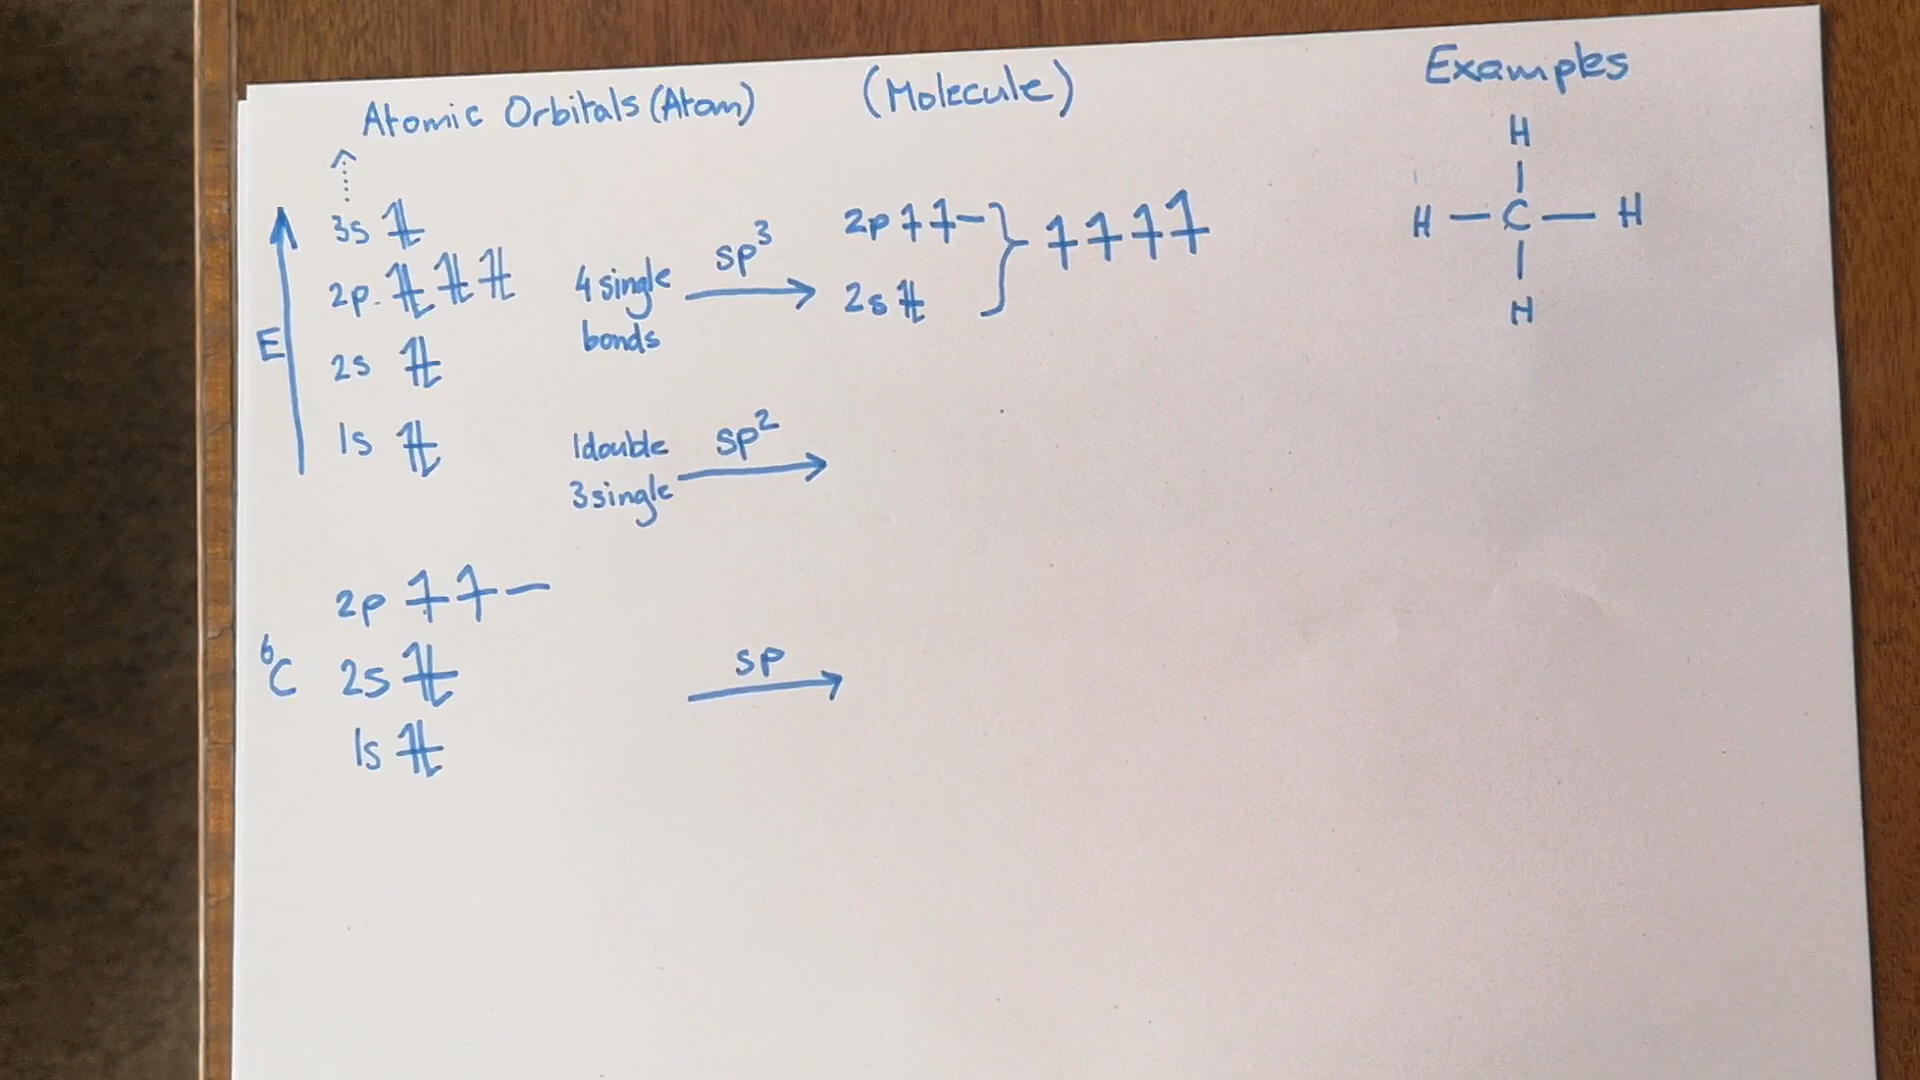 Atomic Orbitals (Atom)
(Molecule)
Examples
E
3s ⇅
2p ⇅ ⇅ ⇅
2s ⇅
1s ⇅
4 single
bonds
sp³
2p ↿ ↿ —
2s ⇅
} ↿ ↿ ↿ ↿
H
H — C — H
H
1double
3single
sp²
⁶C
2p ↿ ↿ —
2s ⇅
1s ⇅
sp